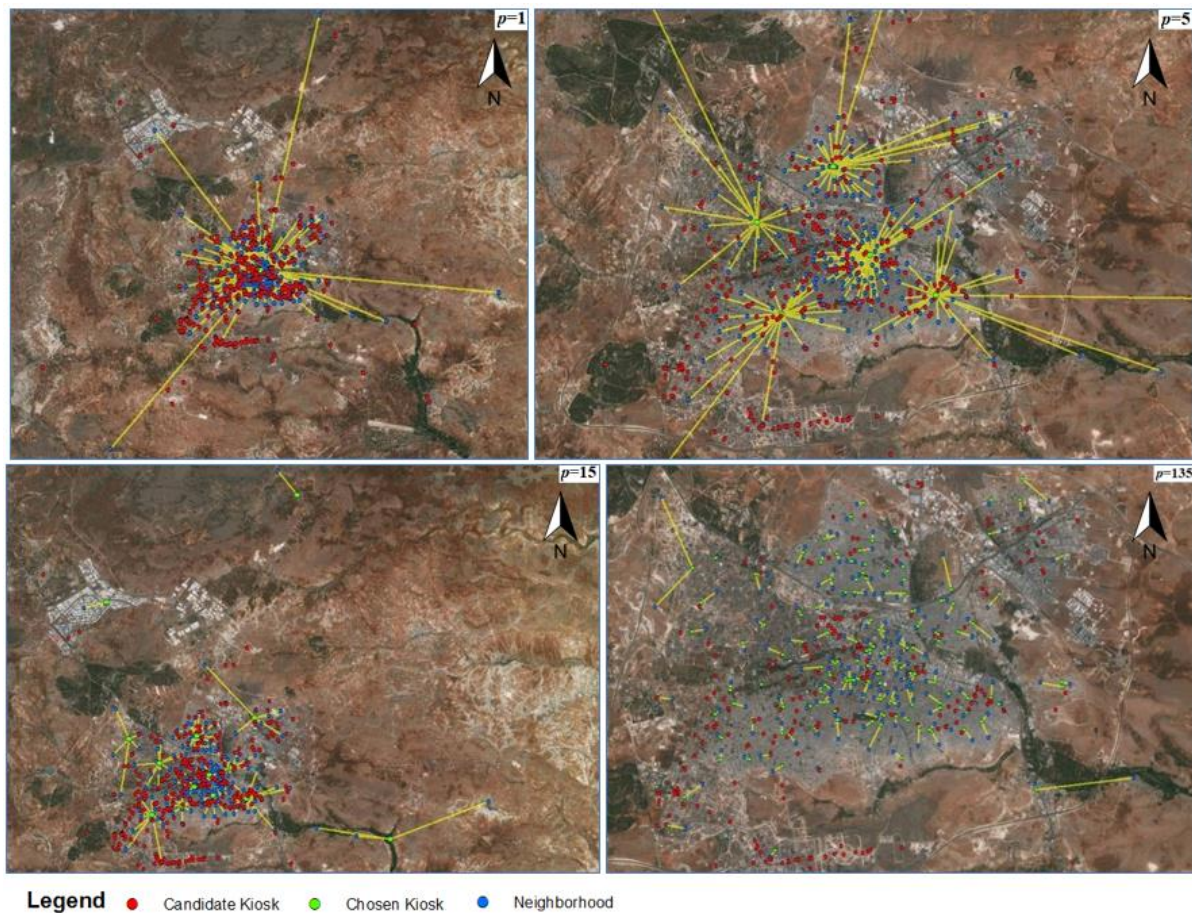 p=1
N
p=5
N
p=15
N
p=135
N
Legend Candidate Kiosk Chosen Kiosk Neighborhood